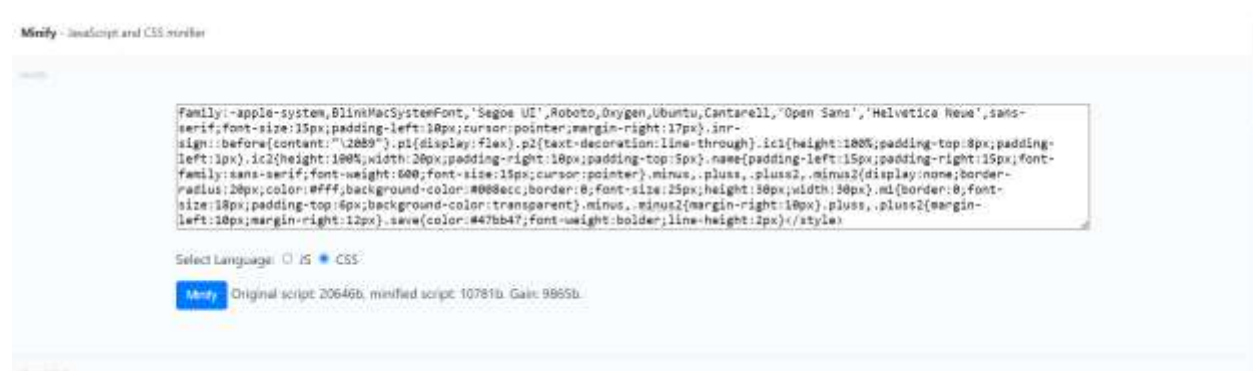 Minify - JavaScript and CSS minifier
family:-apple-system,BlinkMacSystemFont,'Segoe UI',Roboto,Oxygen,Ubuntu,Cantarell,'Open Sans','Helvetica Neue',sans-
serif;font-size:15px;padding-left:10px;cursor:pointer;margin-right:17px}.inr-
sign::before{content:"\20B9"}.p1{display:flex}.p2{text-decoration:line-through}.ic1{height:100%;padding-top:8px;padding-
left:1px}.ic2{height:100%;width:20px;padding-right:10px;padding-top:5px}.name{padding-left:15px;padding-right:15px;font-
family:sans-serif;font-weight:600;font-size:15px;cursor:pointer}.minus,.pluss,.pluss2,.minus2{display:none;border-
radius:20px;color:#fff;background-color:#008ecc;border:0;font-size:25px;height:30px;width:30px}.m1{border:0;font-
size:18px;padding-top:6px;background-color:transparent}.minus,.minus2{margin-right:10px}.pluss,.pluss2{margin-
left:10px;margin-right:12px}.save{color:#47bb47;font-weight:bolder;line-height:2px}</style>
Select Language: JS CSS
Minify Original script: 20646b, minified script: 10781b. Gain: 9865b.